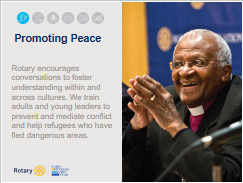 Promoting Peace
Rotary encourages
conversations to foster
understanding within and
across cultures. We train
adults and young leaders to
prevent and mediate conflict
and help refugees who have
fled dangerous areas.
Rotary